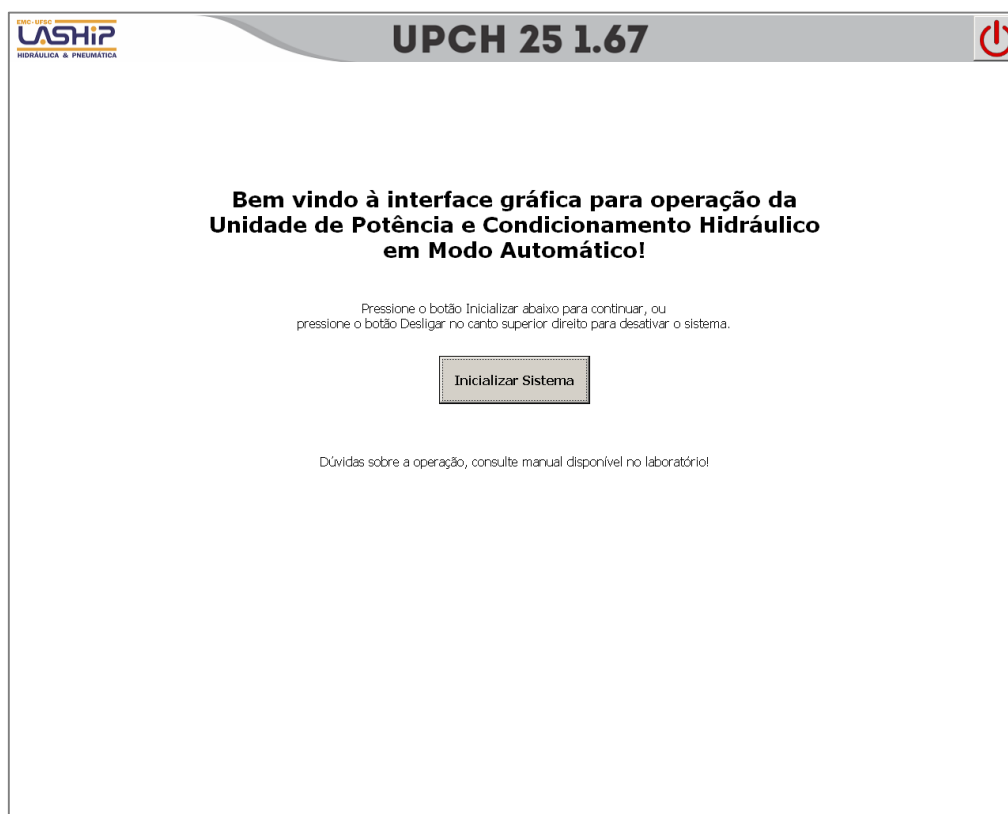 EMC-UFSC
LASHiP
HIDRÁULICA & PNEUMÁTICA
UPCH 25 1.67
Bem vindo à interface gráfica para operação da
Unidade de Potência e Condicionamento Hidráulico
em Modo Automático!
Pressione o botão Inicializar abaixo para continuar, ou
pressione o botão Desligar no canto superior direito para desativar o sistema.
Inicializar Sistema
Dúvidas sobre a operação, consulte manual disponível no laboratório!